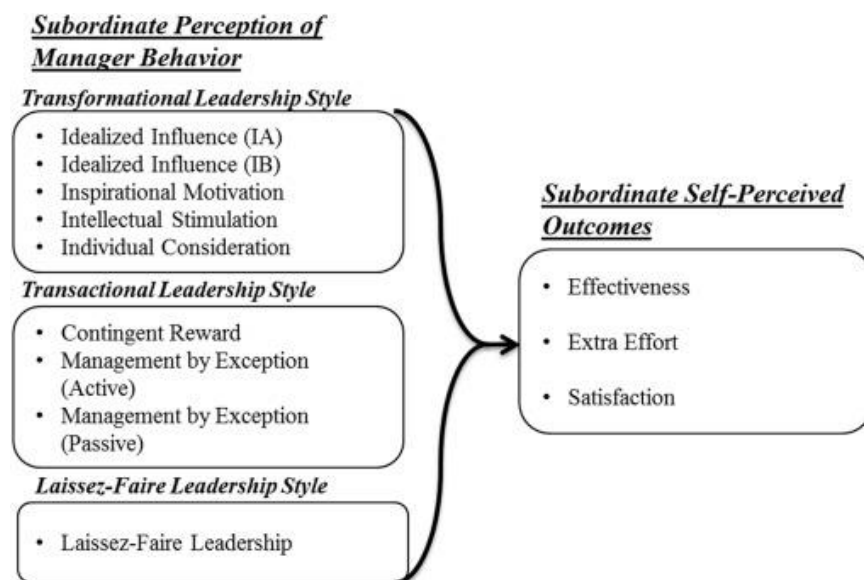 Subordinate Perception of
Manager Behavior
Transformational Leadership Style
• Idealized Influence (IA)
• Idealized Influence (IB)
• Inspirational Motivation
• Intellectual Stimulation
• Individual Consideration
Transactional Leadership Style
• Contingent Reward
• Management by Exception
(Active)
• Management by Exception
(Passive)
Laissez-Faire Leadership Style
• Laissez-Faire Leadership
Subordinate Self-Perceived
Outcomes
• Effectiveness
• Extra Effort
• Satisfaction